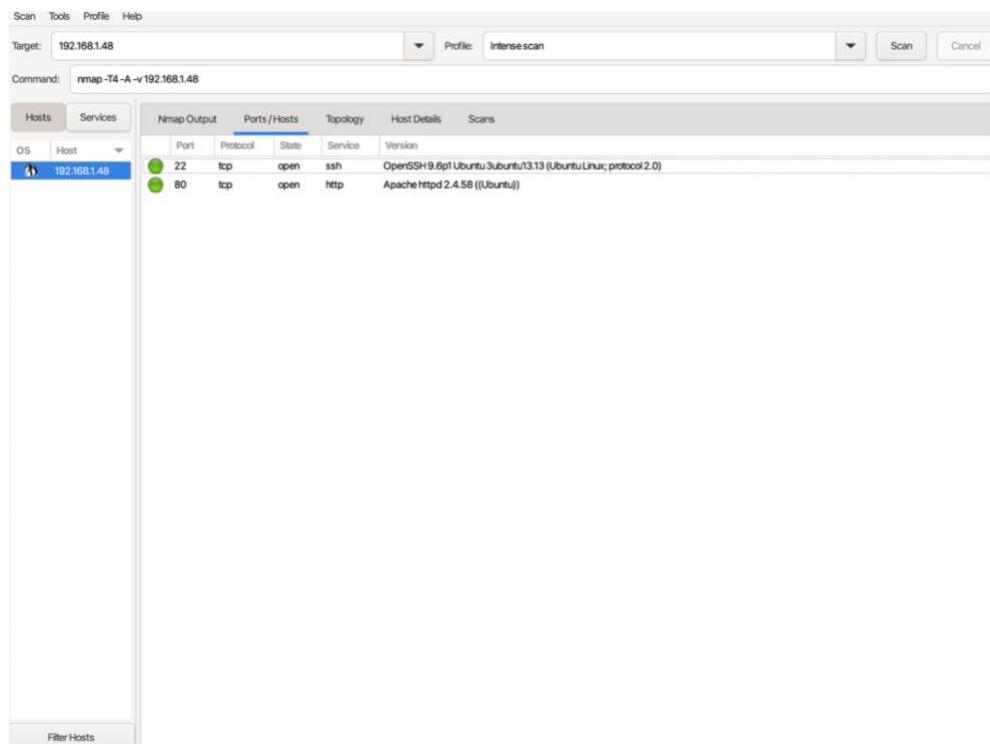 Scan Tools Profile Help
Target: 192.168.1.48 Profile: Intense scan Scan Cancel
Command: nmap -T4 -A -v 192.168.1.48
Hosts Services Nmap Output Ports / Hosts Topology Host Details Scans
OS Host Port Protocol State Service Version
192.168.1.48 22 tcp open ssh OpenSSH 9.6p1 Ubuntu 3ubuntu13.13 (Ubuntu Linux; protocol 2.0)
80 tcp open http Apache httpd 2.4.58 ((Ubuntu))
Filter Hosts